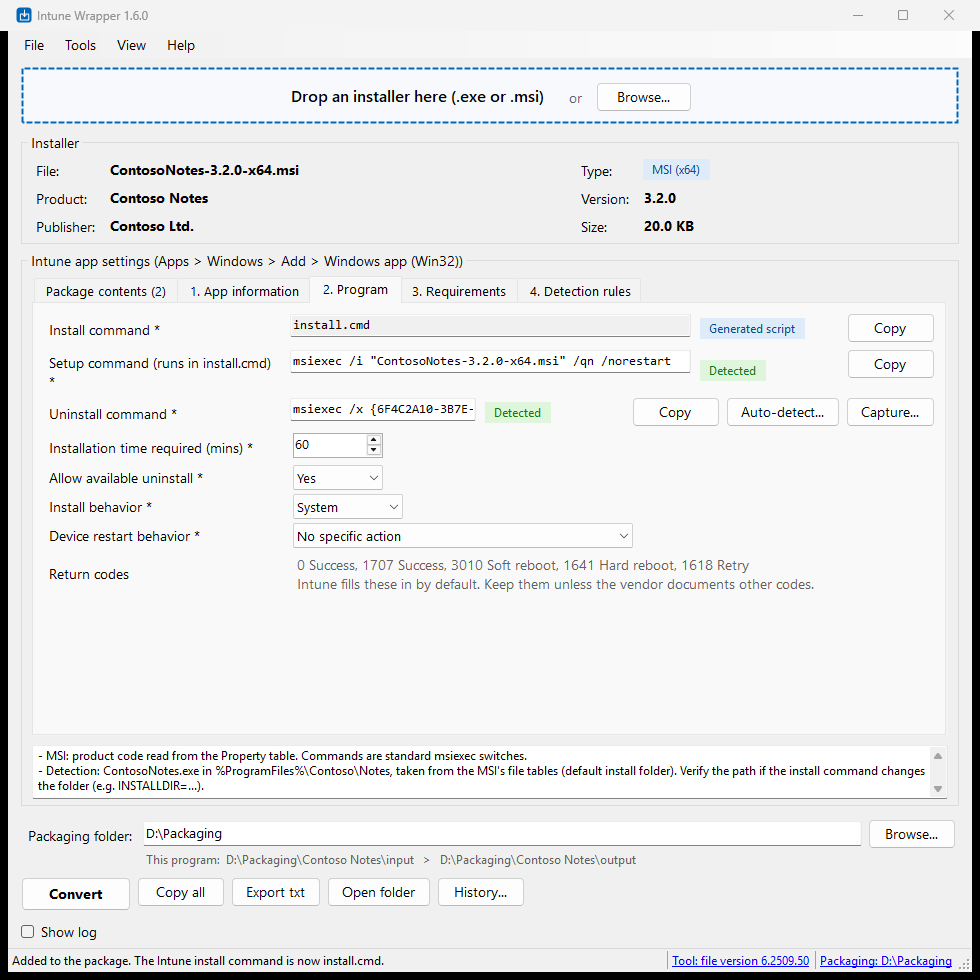 Intune Wrapper 1.6.0
File Tools View Help
Drop an installer here (.exe or .msi) or Browse...
Installer
File: ContosoNotes-3.2.0-x64.msi Type: MSI (x64)
Product: Contoso Notes Version: 3.2.0
Publisher: Contoso Ltd. Size: 20.0 KB
Intune app settings (Apps > Windows > Add > Windows app (Win32))
Package contents (2) 1. App information 2. Program 3. Requirements 4. Detection rules
Install command * install.cmd Generated script Copy
Setup command (runs in install.cmd) * msiexec /i "ContosoNotes-3.2.0-x64.msi" /qn /norestart Detected Copy
Uninstall command * msiexec /x {6F4C2A10-3B7E- Detected Copy Auto-detect... Capture...
Installation time required (mins) * 60
Allow available uninstall * Yes
Install behavior * System
Device restart behavior * No specific action
Return codes 0 Success, 1707 Success, 3010 Soft reboot, 1641 Hard reboot, 1618 Retry
Intune fills these in by default. Keep them unless the vendor documents other codes.
- MSI: product code read from the Property table. Commands are standard msiexec switches.
- Detection: ContosoNotes.exe in %ProgramFiles%\Contoso\Notes, taken from the MSI's file tables (default install folder). Verify the path if the install command changes
the folder (e.g. INSTALLDIR=...).
Packaging folder: D:\Packaging Browse...
This program: D:\Packaging\Contoso Notes\input > D:\Packaging\Contoso Notes\output
Convert Copy all Export txt Open folder History...
Show log
Added to the package. The Intune install command is now install.cmd. Tool: file version 6.2509.50 Packaging: D:\Packaging